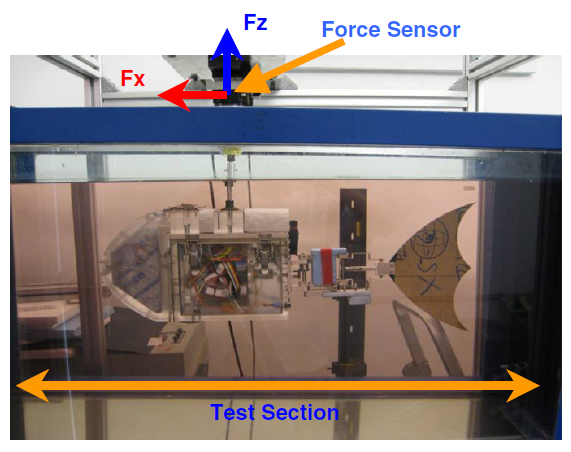 Fz
Force Sensor
Fx
Test Section